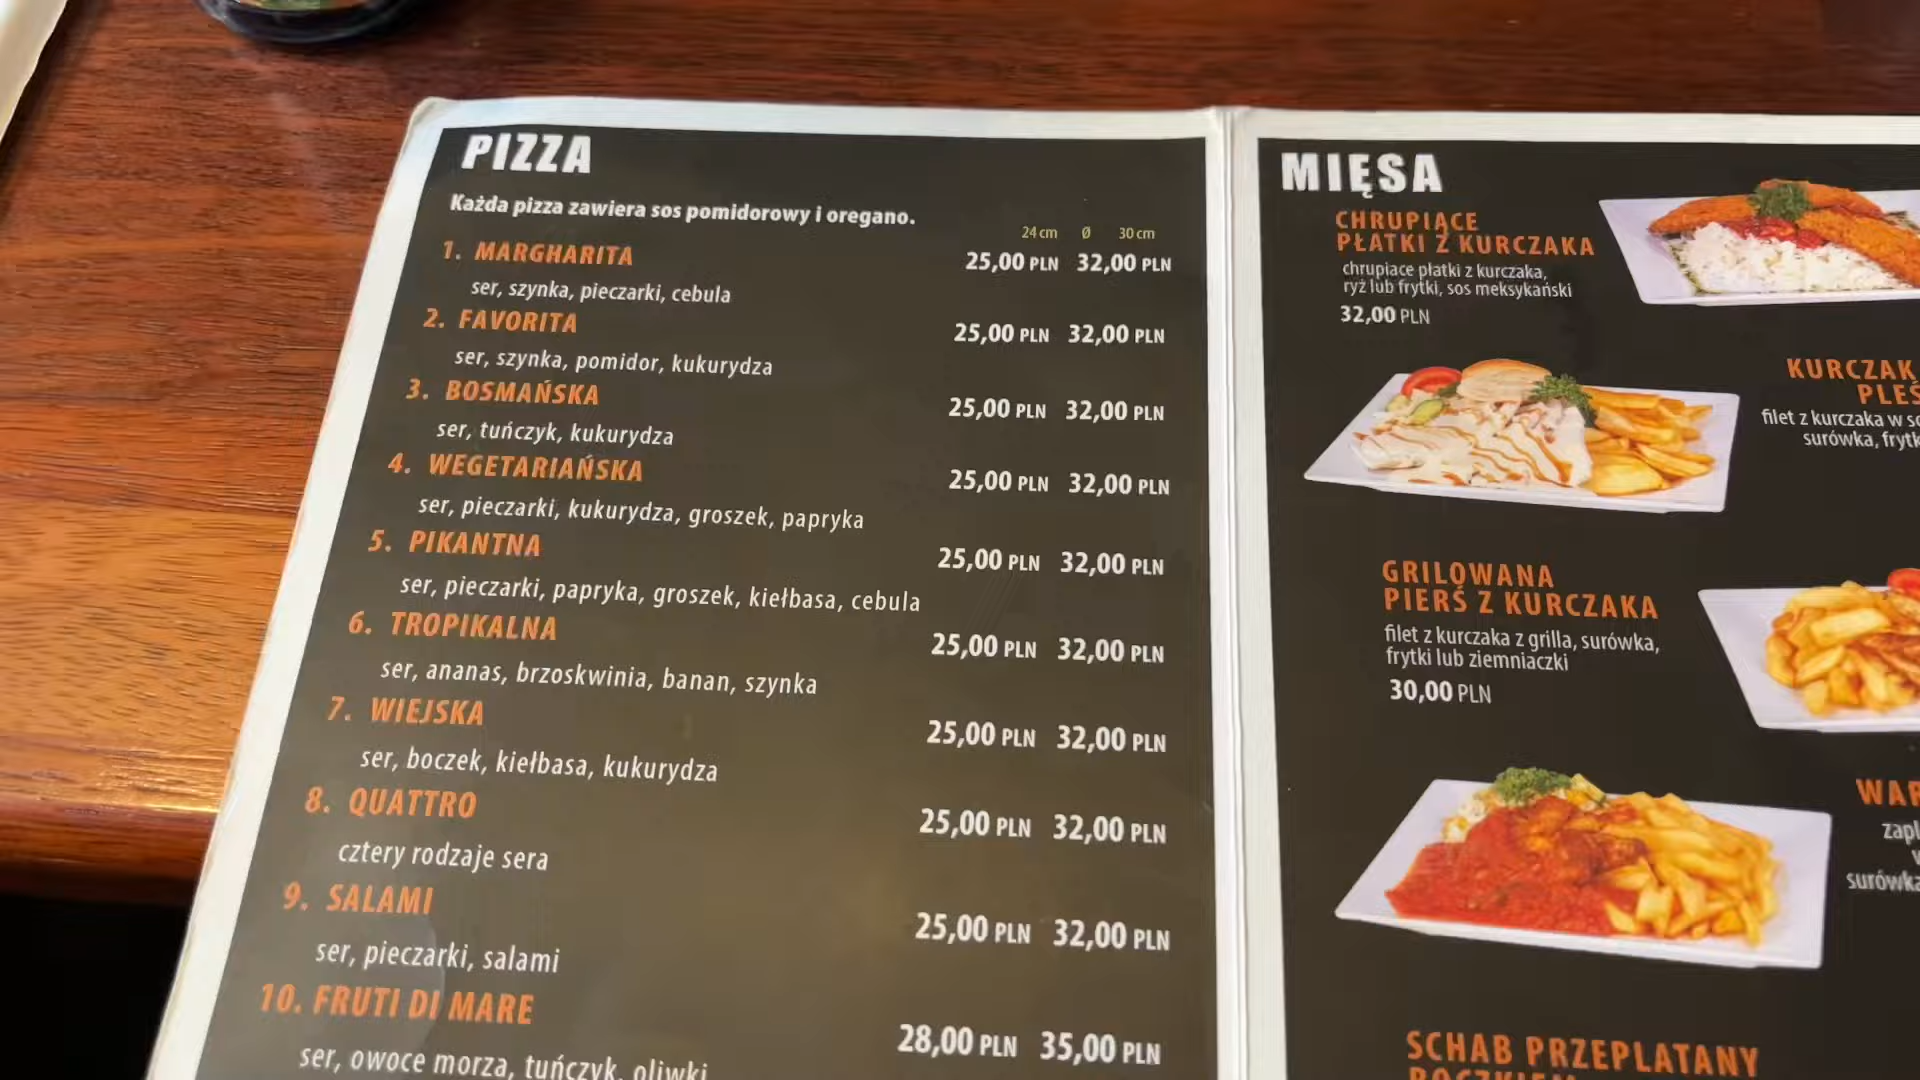 PIZZA
Każda pizza zawiera sos pomidorowy i oregano.
24 cm Ø 30 cm
1. MARGHARITA 25,00 PLN 32,00 PLN
ser, szynka, pieczarki, cebula
2. FAVORITA 25,00 PLN 32,00 PLN
ser, szynka, pomidor, kukurydza
3. BOSMAŃSKA 25,00 PLN 32,00 PLN
ser, tuńczyk, kukurydza
4. WEGETARIAŃSKA 25,00 PLN 32,00 PLN
ser, pieczarki, kukurydza, groszek, papryka
5. PIKANTNA 25,00 PLN 32,00 PLN
ser, pieczarki, papryka, groszek, kiełbasa, cebula
6. TROPIKALNA 25,00 PLN 32,00 PLN
ser, ananas, brzoskwinia, banan, szynka
7. WIEJSKA 25,00 PLN 32,00 PLN
ser, boczek, kiełbasa, kukurydza
8. QUATTRO 25,00 PLN 32,00 PLN
cztery rodzaje sera
9. SALAMI 25,00 PLN 32,00 PLN
ser, pieczarki, salami
10. FRUTI DI MARE 28,00 PLN 35,00 PLN
ser, owoce morza, tuńczyk, oliwki
MIĘSA
CHRUPIĄCE
PŁATKI Z KURCZAKA
chrupiace płatki z kurczaka,
ryż lub frytki, sos meksykański
32,00 PLN
KURCZAK
filet z kurczaka w
surówka,
GRILOWANA
PIERŚ Z KURCZAKA
filet z kurczaka z grilla, surówka,
frytki lub ziemniaczki
30,00 PLN
SCHAB PRZEPLATANY
BOCZKIEM